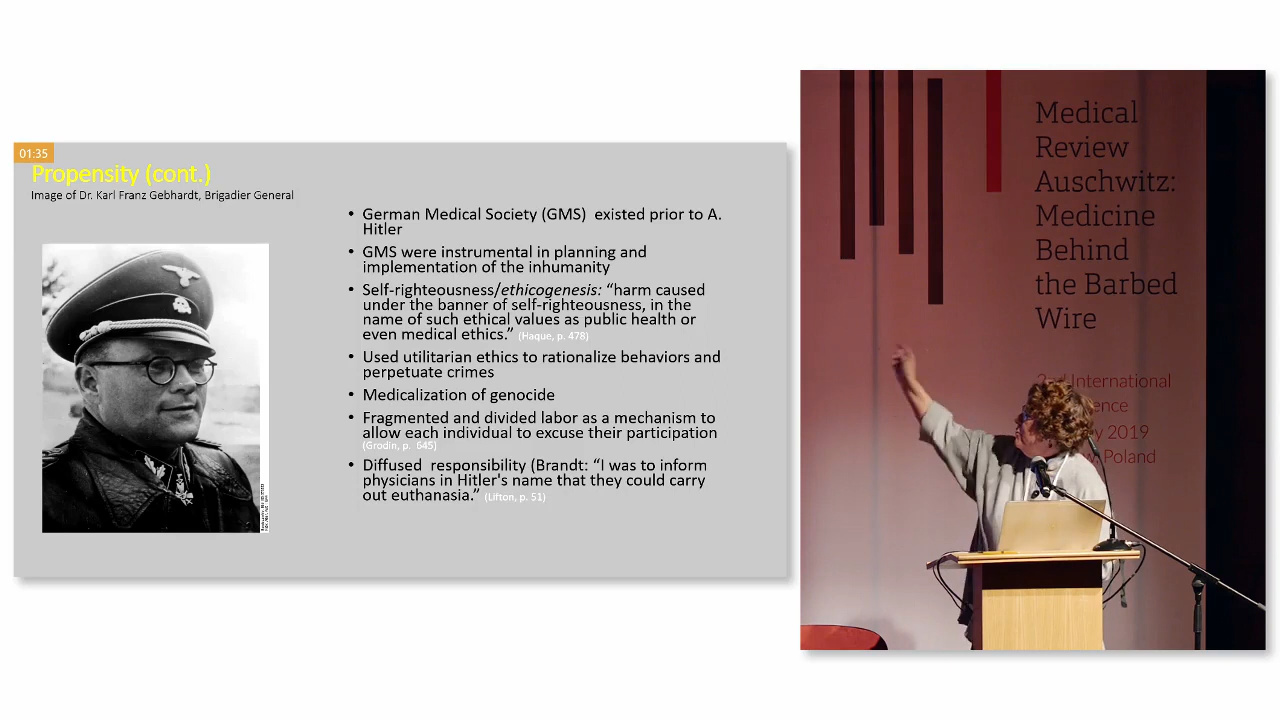 01:35
Propensity (cont.)
Image of Dr. Karl Franz Gebhardt, Brigadier General
• German Medical Society (GMS)  existed prior to A.
Hitler
• GMS were instrumental in planning and
implementation of the inhumanity
• Self-righteousness/ethicogenesis: “harm caused
under the banner of self-righteousness, in the
name of such ethical values as public health or
even medical ethics.” (Haque, p. 478)
• Used utilitarian ethics to rationalize behaviors and
perpetuate crimes
• Medicalization of genocide
• Fragmented and divided labor as a mechanism to
allow each individual to excuse their participation
(Grodin, p.  645)
• Diffused  responsibility (Brandt: “I was to inform
physicians in Hitler's name that they could carry
out euthanasia.” (Lifton, p. 51)
Medical
Review
Auschwitz:
Medicine
Behind
the Barbed
Wire
International
2019
Poland